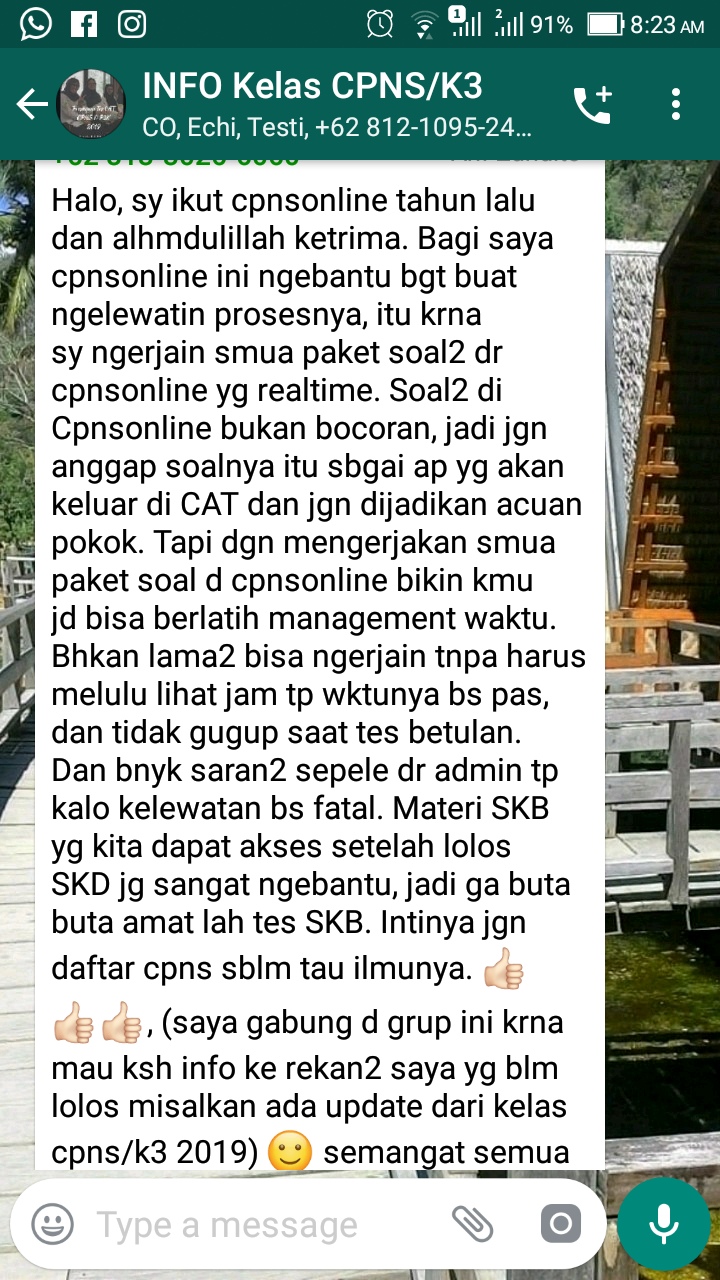 1 2 91% 8:23 AM
INFO Kelas CPNS/K3
CO, Echi, Testi, +62 812-1095-24...
Halo, sy ikut cpnsonline tahun lalu
dan alhmdulillah ketrima. Bagi saya
cpnsonline ini ngebantu bgt buat
ngelewatin prosesnya, itu krna
sy ngerjain smua paket soal2 dr
cpnsonline yg realtime. Soal2 di
Cpnsonline bukan bocoran, jadi jgn
anggap soalnya itu sbgai ap yg akan
keluar di CAT dan jgn dijadikan acuan
pokok. Tapi dgn mengerjakan smua
paket soal d cpnsonline bikin kmu
jd bisa berlatih management waktu.
Bhkan lama2 bisa ngerjain tnpa harus
melulu lihat jam tp wktunya bs pas,
dan tidak gugup saat tes betulan.
Dan bnyk saran2 sepele dr admin tp
kalo kelewatan bs fatal. Materi SKB
yg kita dapat akses setelah lolos
SKD jg sangat ngebantu, jadi ga buta
buta amat lah tes SKB. Intinya jgn
daftar cpns sblm tau ilmunya. 👍🏻
👍🏻👍🏻, (saya gabung d grup ini krna
mau ksh info ke rekan2 saya yg blm
lolos misalkan ada update dari kelas
cpns/k3 2019) 🙂 semangat semua
Type a message